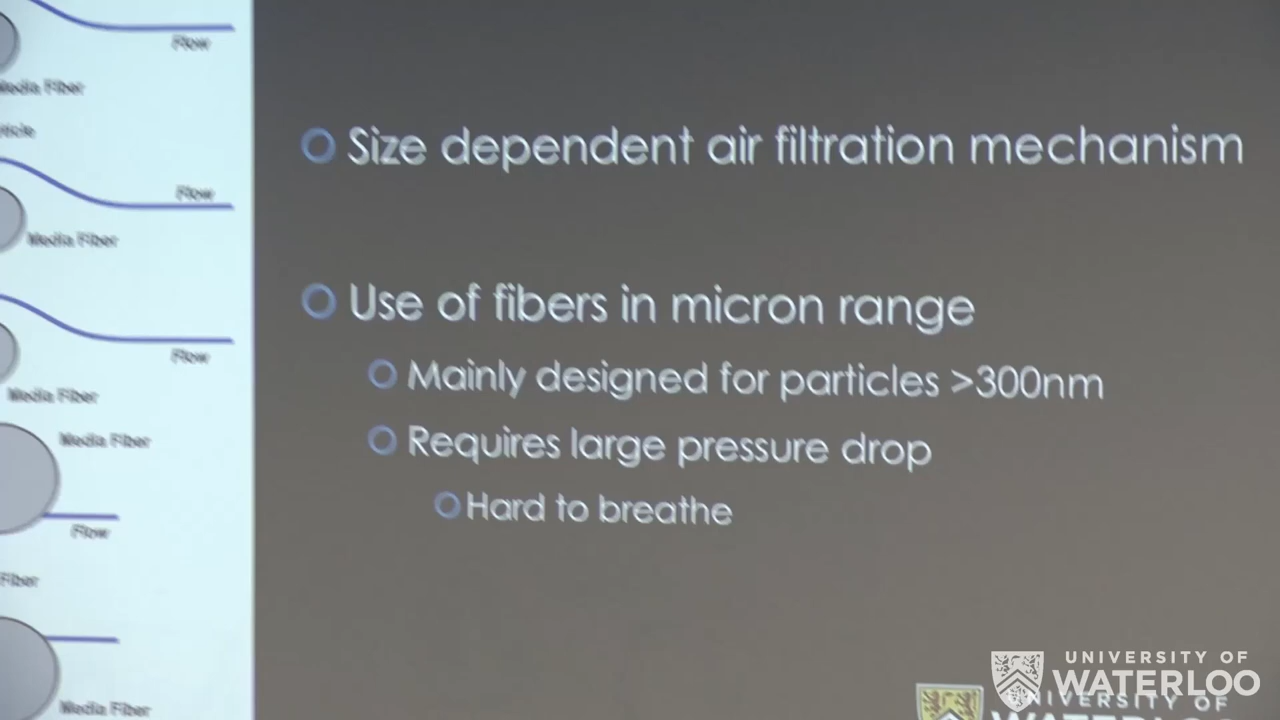 Flow
Media Fiber
Flow
Media Fiber
Flow
Media Fiber
Media Fiber
Flow
Fiber
Media Fiber
Size dependent air filtration mechanism
Use of fibers in micron range
Mainly designed for particles >300nm
Requires large pressure drop
Hard to breathe
UNIVERSITY OF
WATERLOO
UNIVERSITY OF